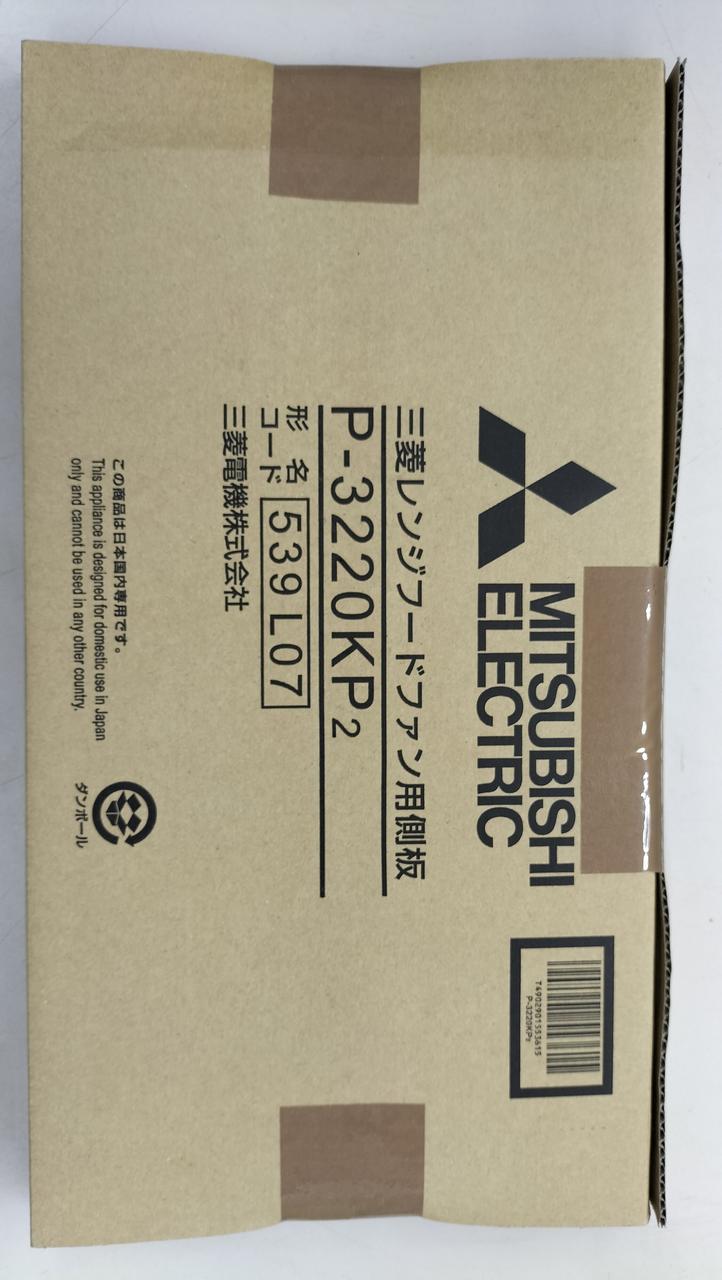 MITSUBISHI
ELECTRIC
三菱レンジフードファン用側板
P-3220KP2
形名
コード 539L07
三菱電機株式会社
T4902901553615
P-3220KP2
この商品は日本国内専用です。
This appliance is designed for domestic use in Japan
only and cannot be used in any other country.
ダンボール